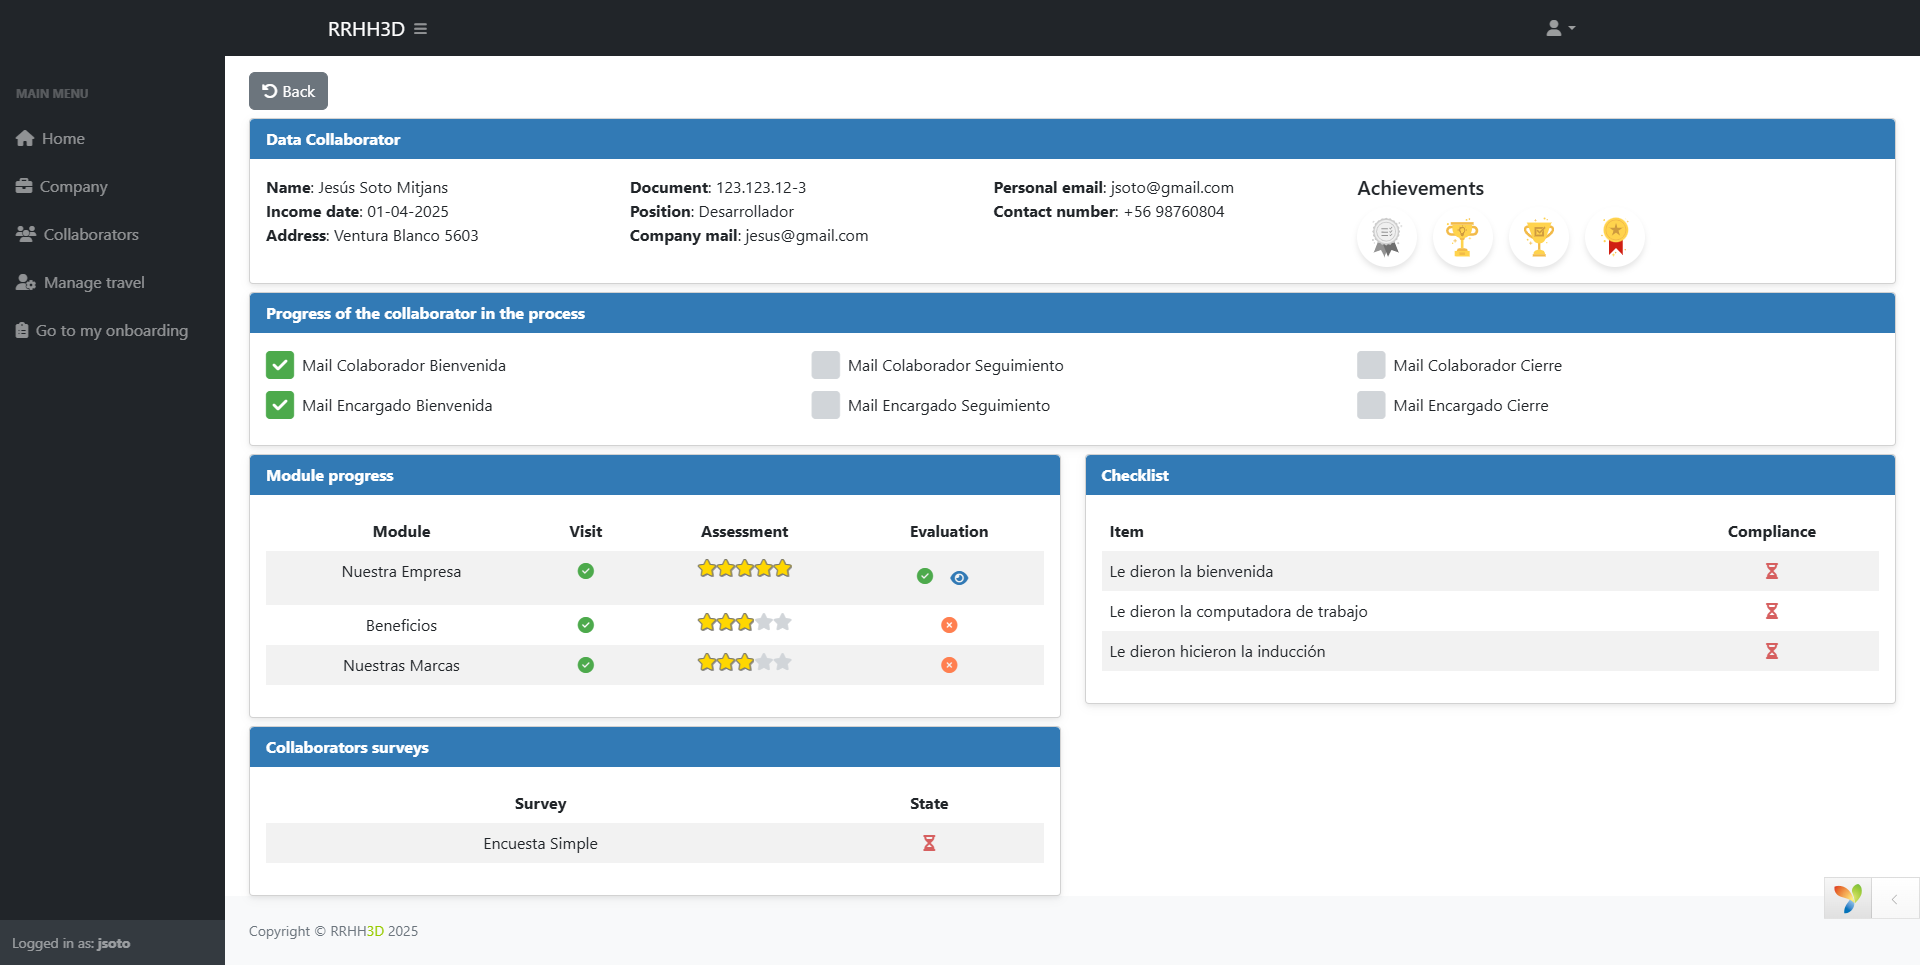 RRHH3D
MAIN MENU
Home
Company
Collaborators
Manage travel
Go to my onboarding
Logged in as: jsoto
Back
Data Collaborator
Name: Jesús Soto Mitjans
Income date: 01-04-2025
Address: Ventura Blanco 5603
Document: 123.123.12-3
Position: Desarrollador
Company mail: jesus@gmail.com
Personal email: jsoto@gmail.com
Contact number: +56 98760804
Achievements
Progress of the collaborator in the process
Mail Colaborador Bienvenida
Mail Colaborador Seguimiento
Mail Colaborador Cierre
Mail Encargado Bienvenida
Mail Encargado Seguimiento
Mail Encargado Cierre
Module progress
Module Visit Assessment Evaluation
Nuestra Empresa
Beneficios
Nuestras Marcas
Checklist
Item Compliance
Le dieron la bienvenida
Le dieron la computadora de trabajo
Le dieron hicieron la inducción
Collaborators surveys
Survey State
Encuesta Simple
Copyright © RRHH3D 2025